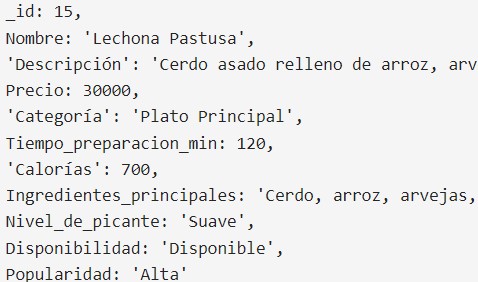 _id: 15,
Nombre: 'Lechona Pastusa',
'Descripción': 'Cerdo asado relleno de arroz, arv
Precio: 30000,
'Categoría': 'Plato Principal',
Tiempo_preparacion_min: 120,
'Calorías': 700,
Ingredientes_principales: 'Cerdo, arroz, arvejas,
Nivel_de_picante: 'Suave',
Disponibilidad: 'Disponible',
Popularidad: 'Alta'